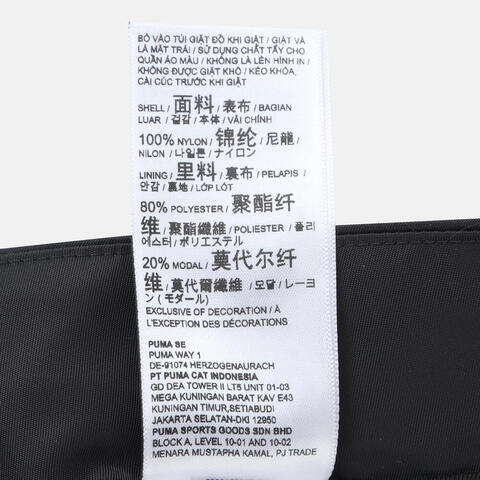 BỎ VÀO TÚI GIẶT ĐỒ KHI GIẶT / GIẶT VÀ
LÀ MẶT TRÁI / SỬ DỤNG CHẤT TẨY CHO
QUẦN ÁO MÀU / KHÔNG LÀ LÊN HÌNH IN /
KHÔNG ĐƯỢC GIẶT KHÔ / KÉO KHÓA,
CÀI CÚC TRƯỚC KHI GIẶT
SHELL / 面料 / 表布 / BAGIAN
LUAR / 겉감 / 本体 / VẢI CHÍNH
100% NYLON / 锦纶 / 尼龍 /
NILON / 나일론 / ナイロン
LINING / 里料 / 裏布 / PELAPIS /
안감 / 裏地 / LỚP LÓT
80% POLYESTER / 聚酯纤
维 / 聚酯纖維 / POLIESTER / 폴리
에스터 / ポリエステル
20% MODAL / 莫代尔纤
维 / 莫代爾纖維 / 모달 / レーヨ
ン ( モダール )
EXCLUSIVE OF DECORATION / À
L'EXCEPTION DES DÉCORATIONS
PUMA SE
PUMA WAY 1
DE-91074 HERZOGENAURACH
PT PUMA CAT INDONESIA
GD DEA TOWER II LT5 UNIT 01-03
MEGA KUNINGAN BARAT KAV E43
KUNINGAN TIMUR,SETIABUDI
JAKARTA SELATAN-DKI 12950
PUMA SPORTS GOODS SDN BHD
BLOCK A, LEVEL 10-01 AND 10-02
MENARA MUSTAPHA KAMAL, PJ TRADE